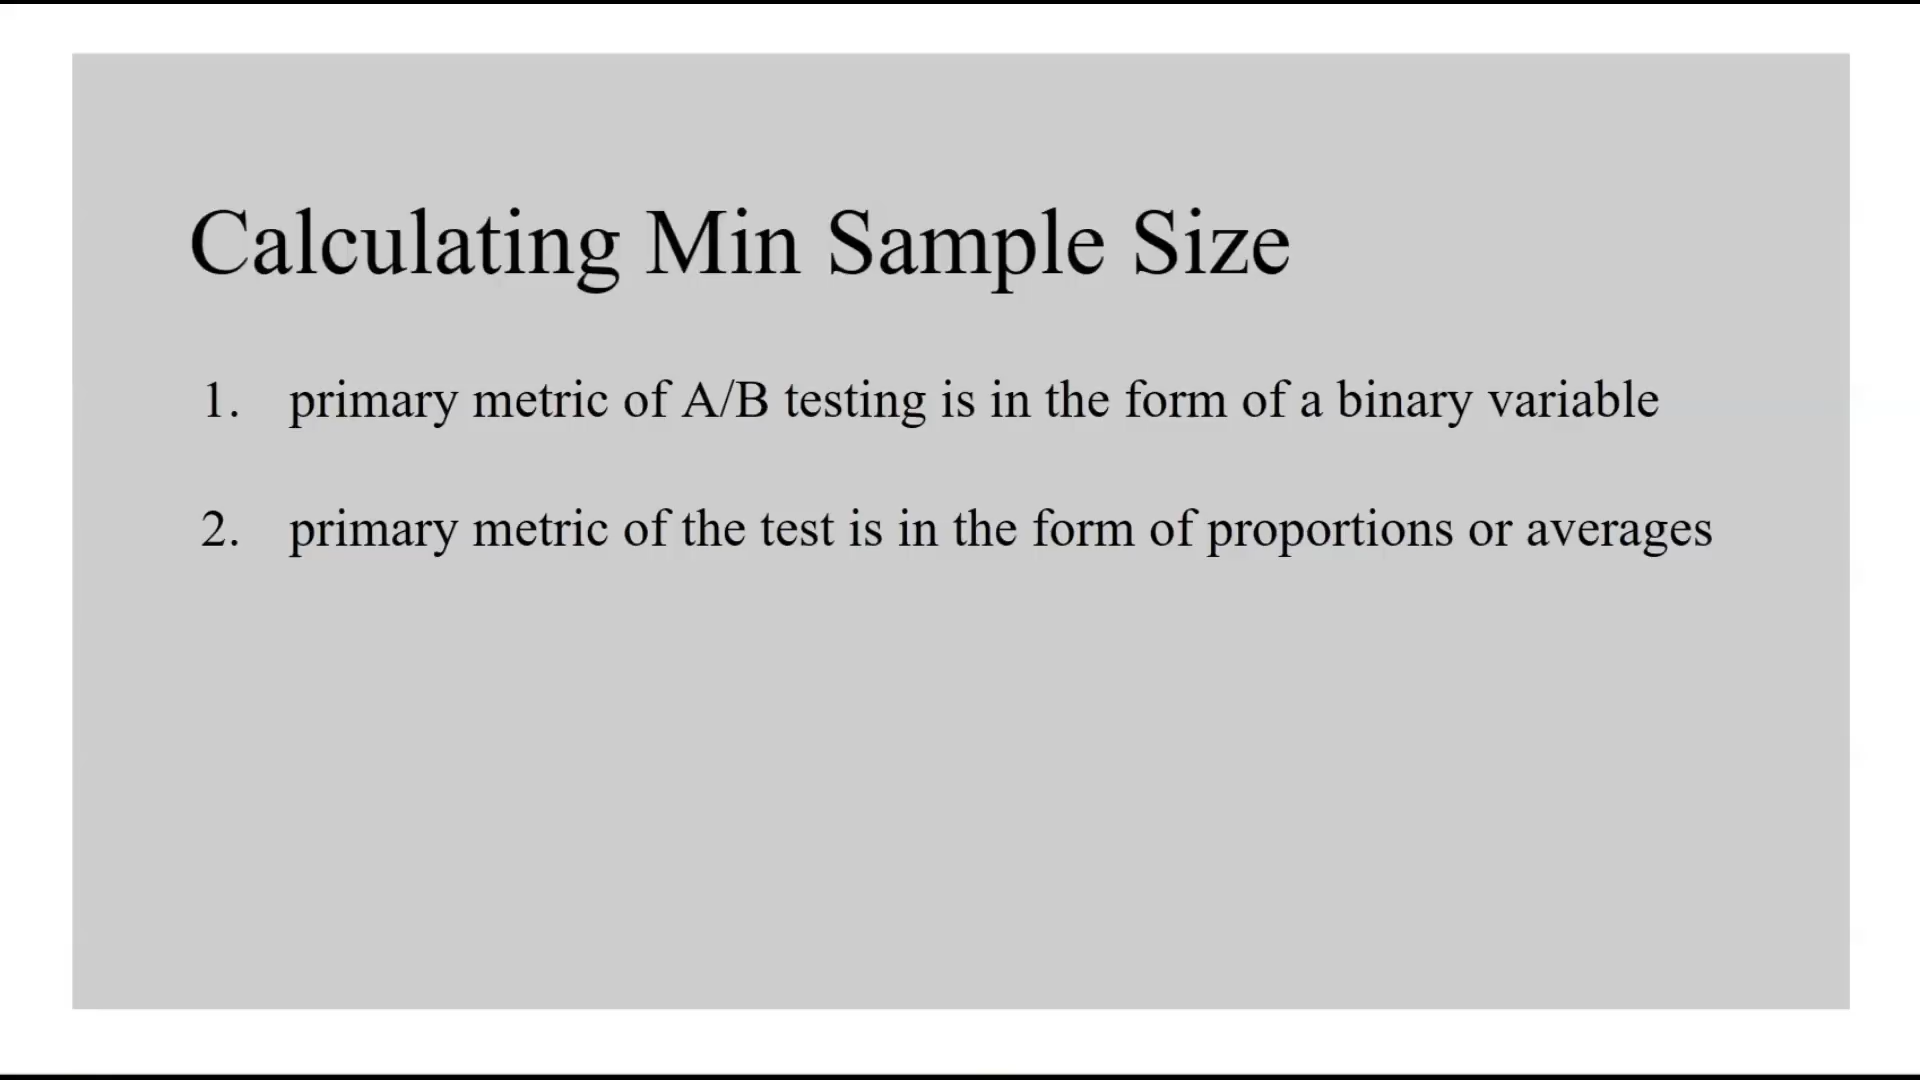 Calculating Min Sample Size
1. primary metric of A/B testing is in the form of a binary variable
2. primary metric of the test is in the form of proportions or averages